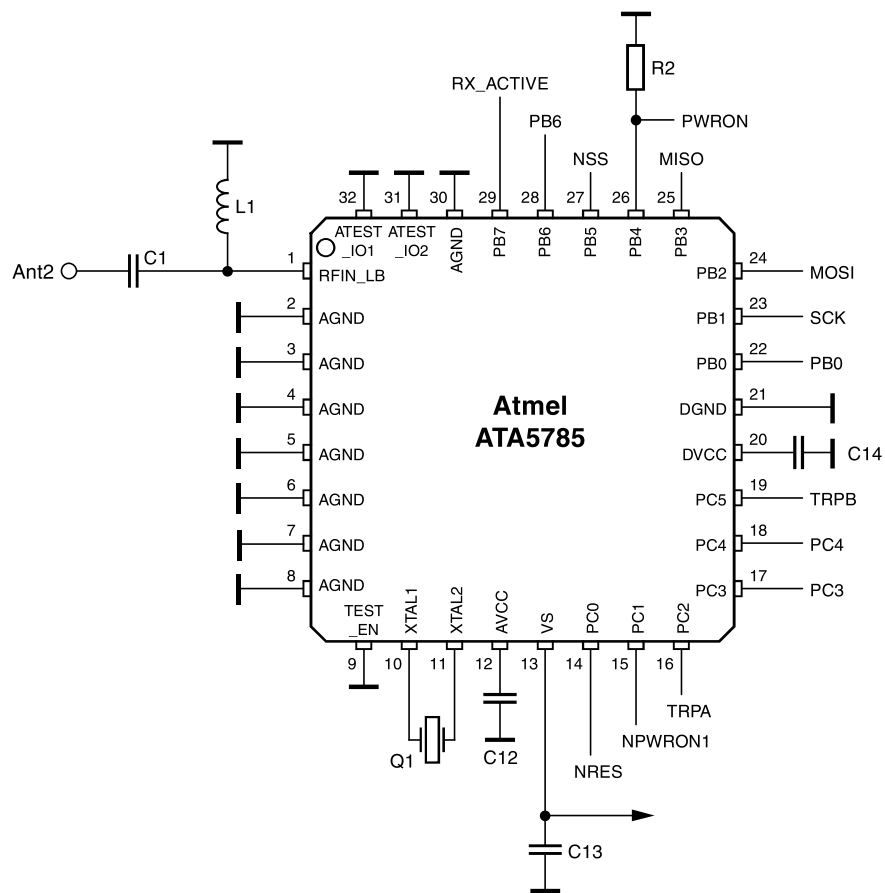 R2
RX_ACTIVE
PB6
PWRON
NSS
MISO
32
31
30
29
28
27
26
25
L1
ATEST
_IO1
ATEST
_IO2
AGND
PB7
PB6
PB5
PB4
PB3
Ant2
C1
1
RFIN_LB
PB2
24
MOSI
2
AGND
PB1
23
SCK
3
AGND
PB0
22
PB0
4
AGND
DGND
21
Atmel
ATA5785
5
AGND
DVCC
20
C14
6
AGND
PC5
19
TRPB
7
AGND
PC4
18
PC4
8
AGND
PC3
17
PC3
TEST
_EN
XTAL1
XTAL2
AVCC
VS
PC0
PC1
PC2
9
10
11
12
13
14
15
16
TRPA
NPWRON1
Q1
C12
NRES
C13